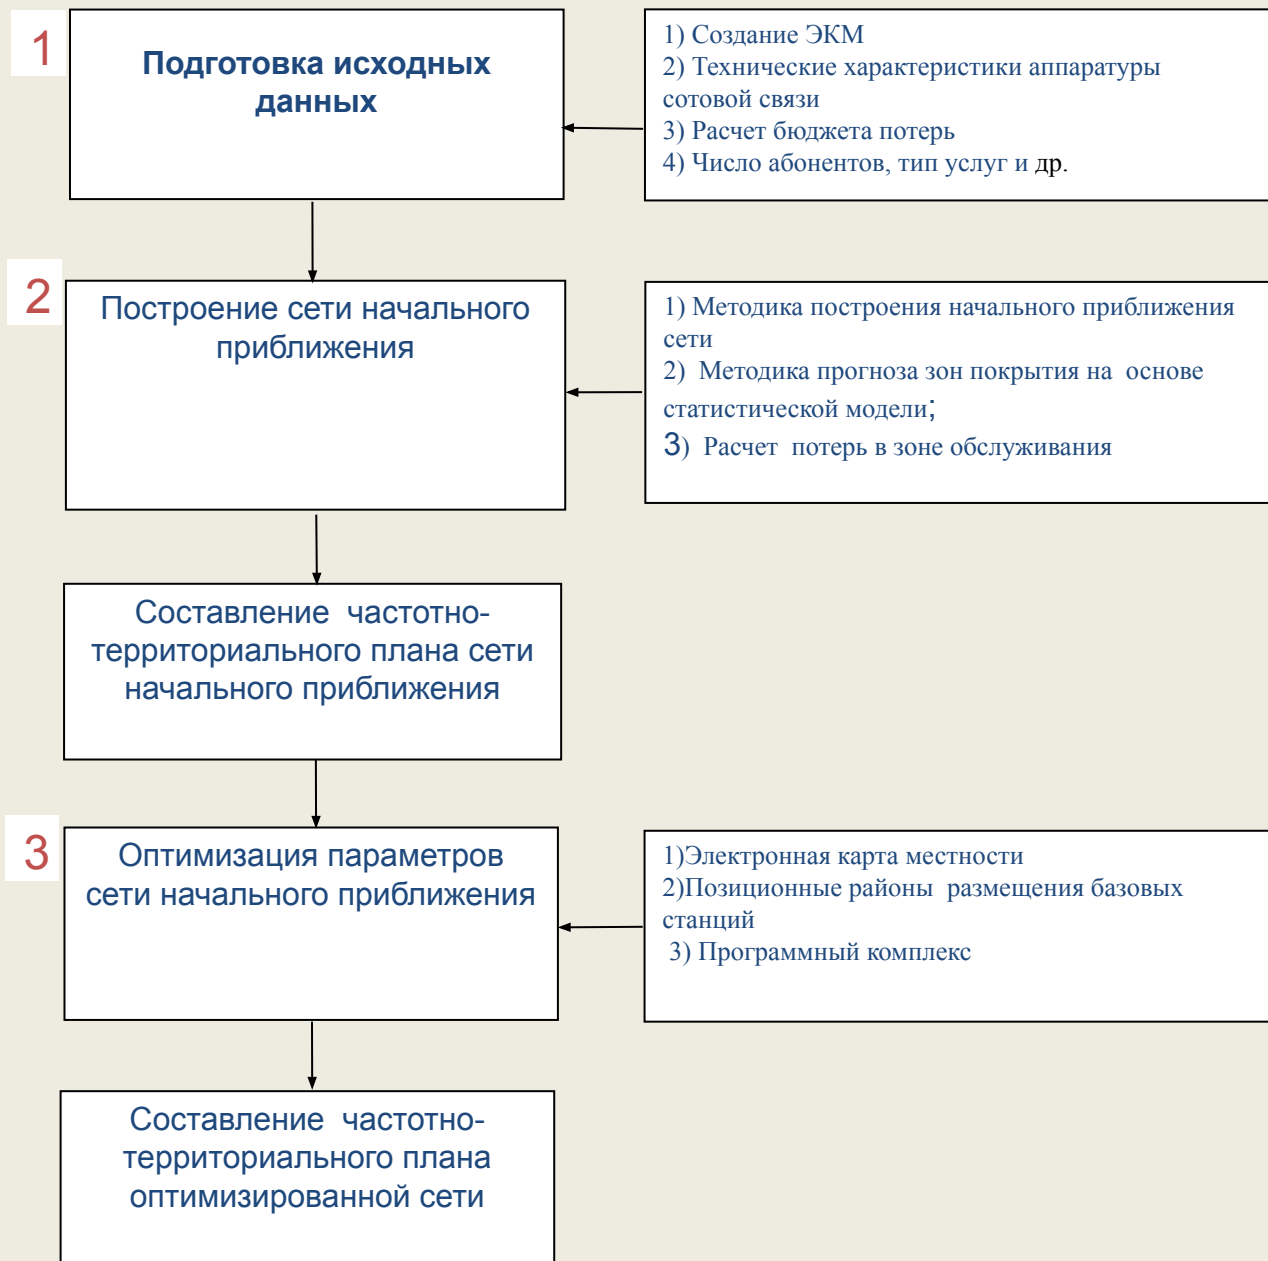 1
Подготовка исходных
данных
1) Создание ЭКМ
2) Технические характеристики аппаратуры
сотовой связи
3) Расчет бюджета потерь
4) Число абонентов, тип услуг и др.
2
Построение сети начального
приближения
1) Методика построения начального приближения
сети
2) Методика прогноза зон покрытия на основе
статистической модели;
3) Расчет потерь в зоне обслуживания
Составление частотно-
территориального плана сети
начального приближения
3
Оптимизация параметров
сети начального приближения
1)Электронная карта местности
2)Позиционные районы размещения базовых
станций
3) Программный комплекс
Составление частотно-
территориального плана
оптимизированной сети